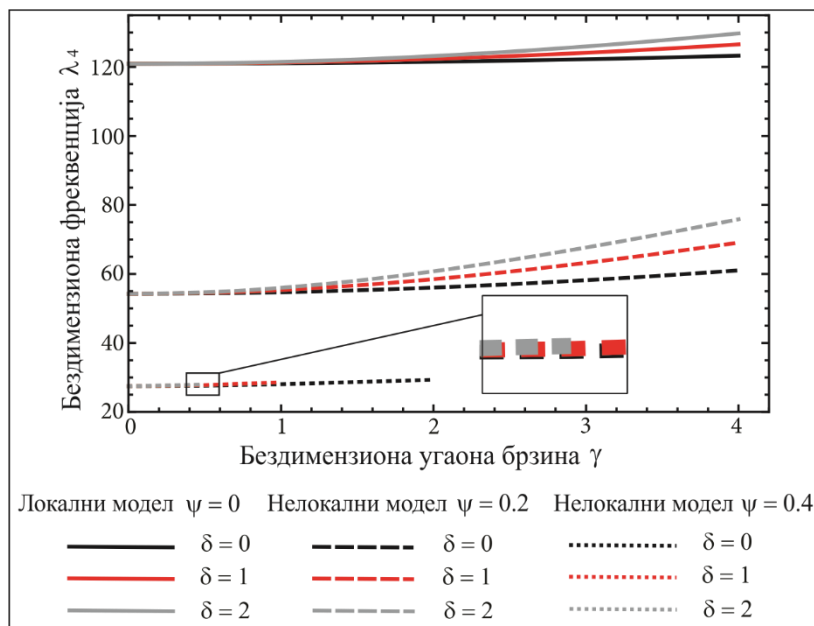 Бездимензиона фреквенција λ₄
120
100
80
60
40
20
0
1
2
3
4
Бездимензиона угаона брзина γ
Локални модел ψ = 0
Нелокални модел ψ = 0.2
Нелокални модел ψ = 0.4
δ = 0
δ = 0
δ = 0
δ = 1
δ = 1
δ = 1
δ = 2
δ = 2
δ = 2